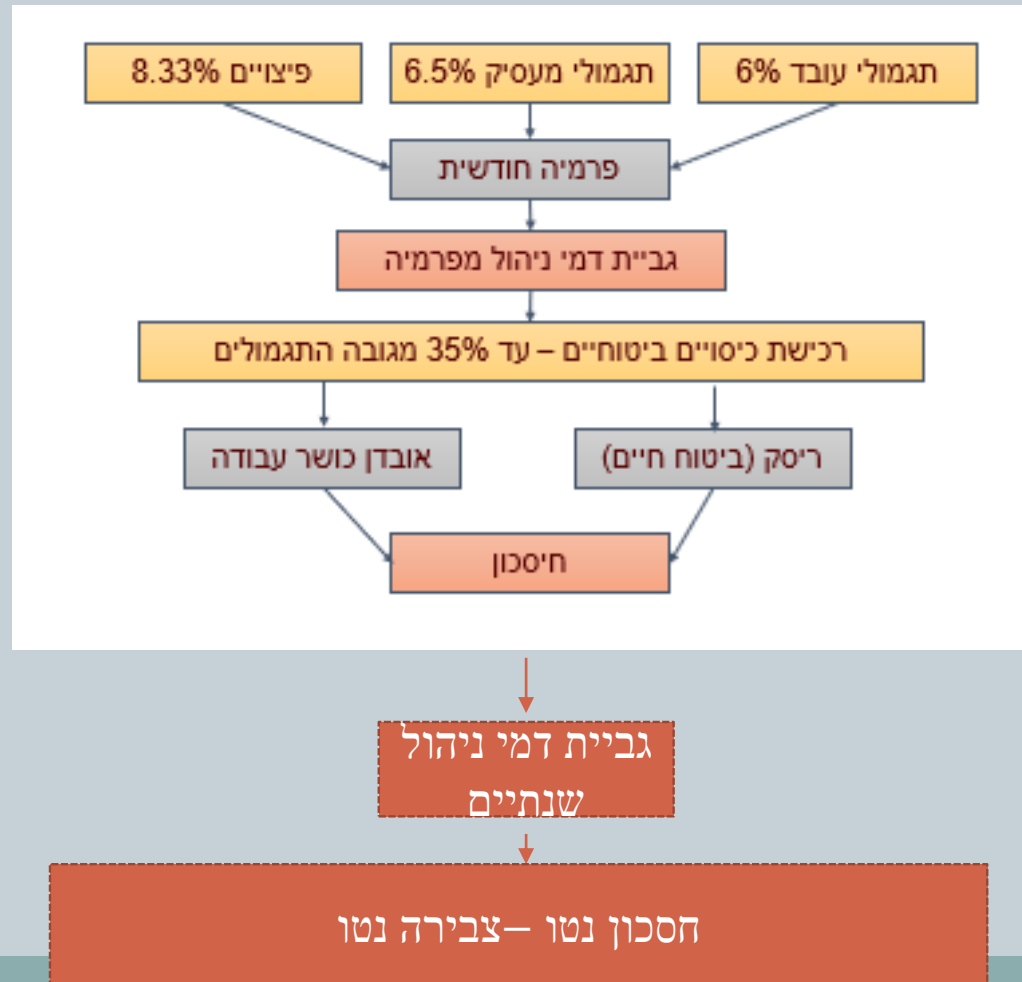 תגמולי עובד 6%
תגמולי מעסיק 6.5%
פיצויים 8.33%
פרמיה חודשית
גביית דמי ניהול מפרמיה
רכישת כיסויים ביטוחיים – עד 35% מגובה התגמולים
ריסק (ביטוח חיים)
אובדן כושר עבודה
חיסכון
גביית דמי ניהול
שנתיים
חסכון נטו –צבירה נטו